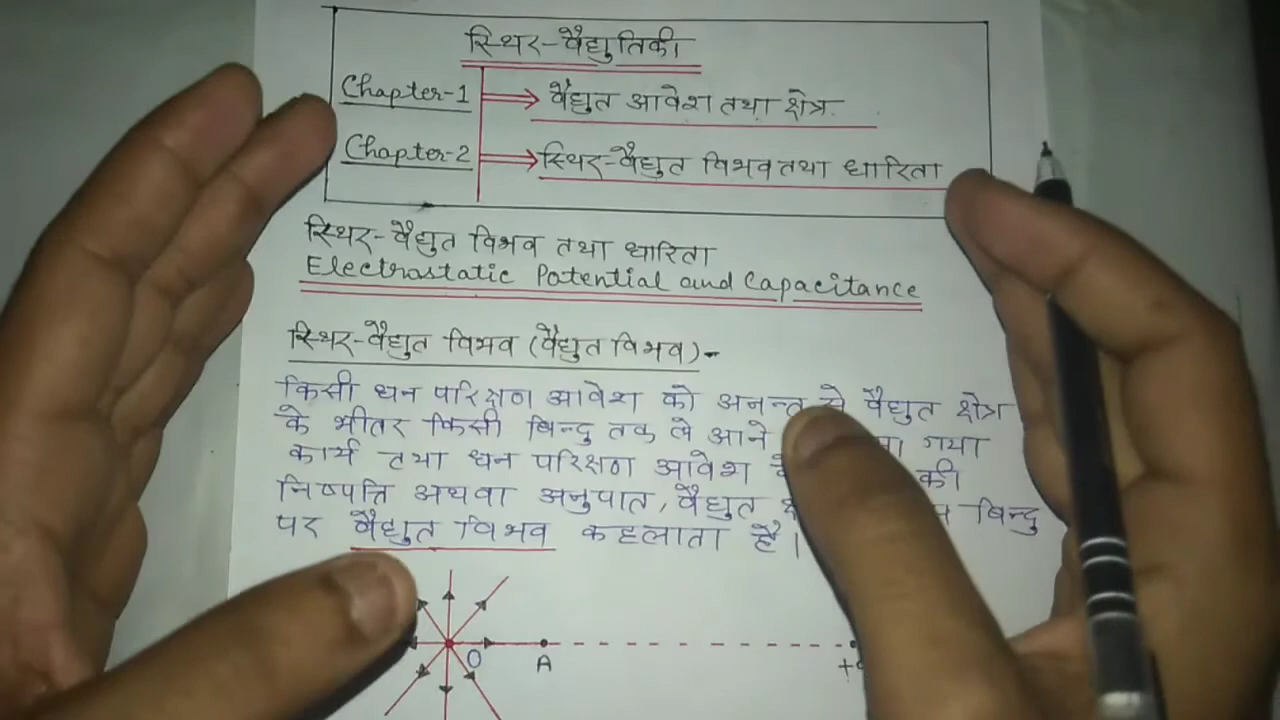 स्थिर-वैद्युतिकी
Chapter-1 वैद्युत आवेश तथा क्षेत्र
Chapter-2 स्थिर-वैद्युत विभव तथा धारिता
स्थिर-वैद्युत विभव तथा धारिता
Electrostatic Potential and Capacitance
स्थिर-वैद्युत विभव (वैद्युत विभव)-
किसी धन परिक्षण आवेश को अनन्त से वैद्युत क्षेत्र
के भीतर किसी बिन्दु तक ले आने गया
कार्य तथा धन परिक्षण आवेश की
निष्पत्ति अथवा अनुपात, वैद्युत बिन्दु
पर वैद्युत विभव कहलाता है।
O A